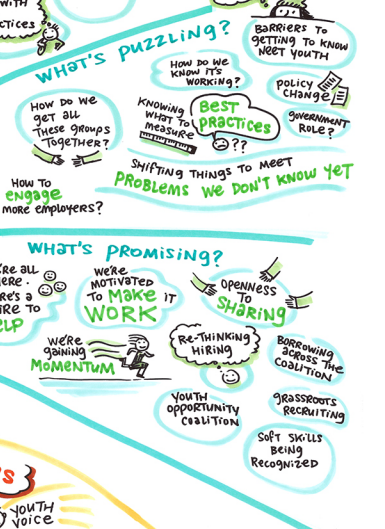 WITH
CTICES
WHAT'S PUZZLING?
BARRIERS TO
GETTING TO KNOW
NEET YOUTH
HOW DO WE
KNOW IT'S
WORKING?
POLICY
CHANGE
HOW DO WE
GET ALL
THESE GROUPS
TOGETHER?
KNOWING
WHAT TO
MEASURE
BEST
PRACTICES
??
GOVERNMENT
ROLE?
SHIFTING THINGS TO MEET
PROBLEMS WE DON'T KNOW YET
HOW TO
ENGAGE
MORE EMPLOYERS?
WHAT'S PROMISING?
'RE ALL
HERE.
RE'S A
IRE TO
ELP
WE'RE
MOTIVATED
TO MAKE IT
WORK
OPENNESS
TO
SHARING
WE'RE
GAINING
MOMENTUM
RE-THINKING
HIRING
BORROWING
ACROSS THE
COALITION
YOUTH
OPPORTUNITY
COALITION
GRASSROOTS
RECRUITING
SOFT SKILLS
BEING
RECOGNIZED
S
YOUTH
VOICE